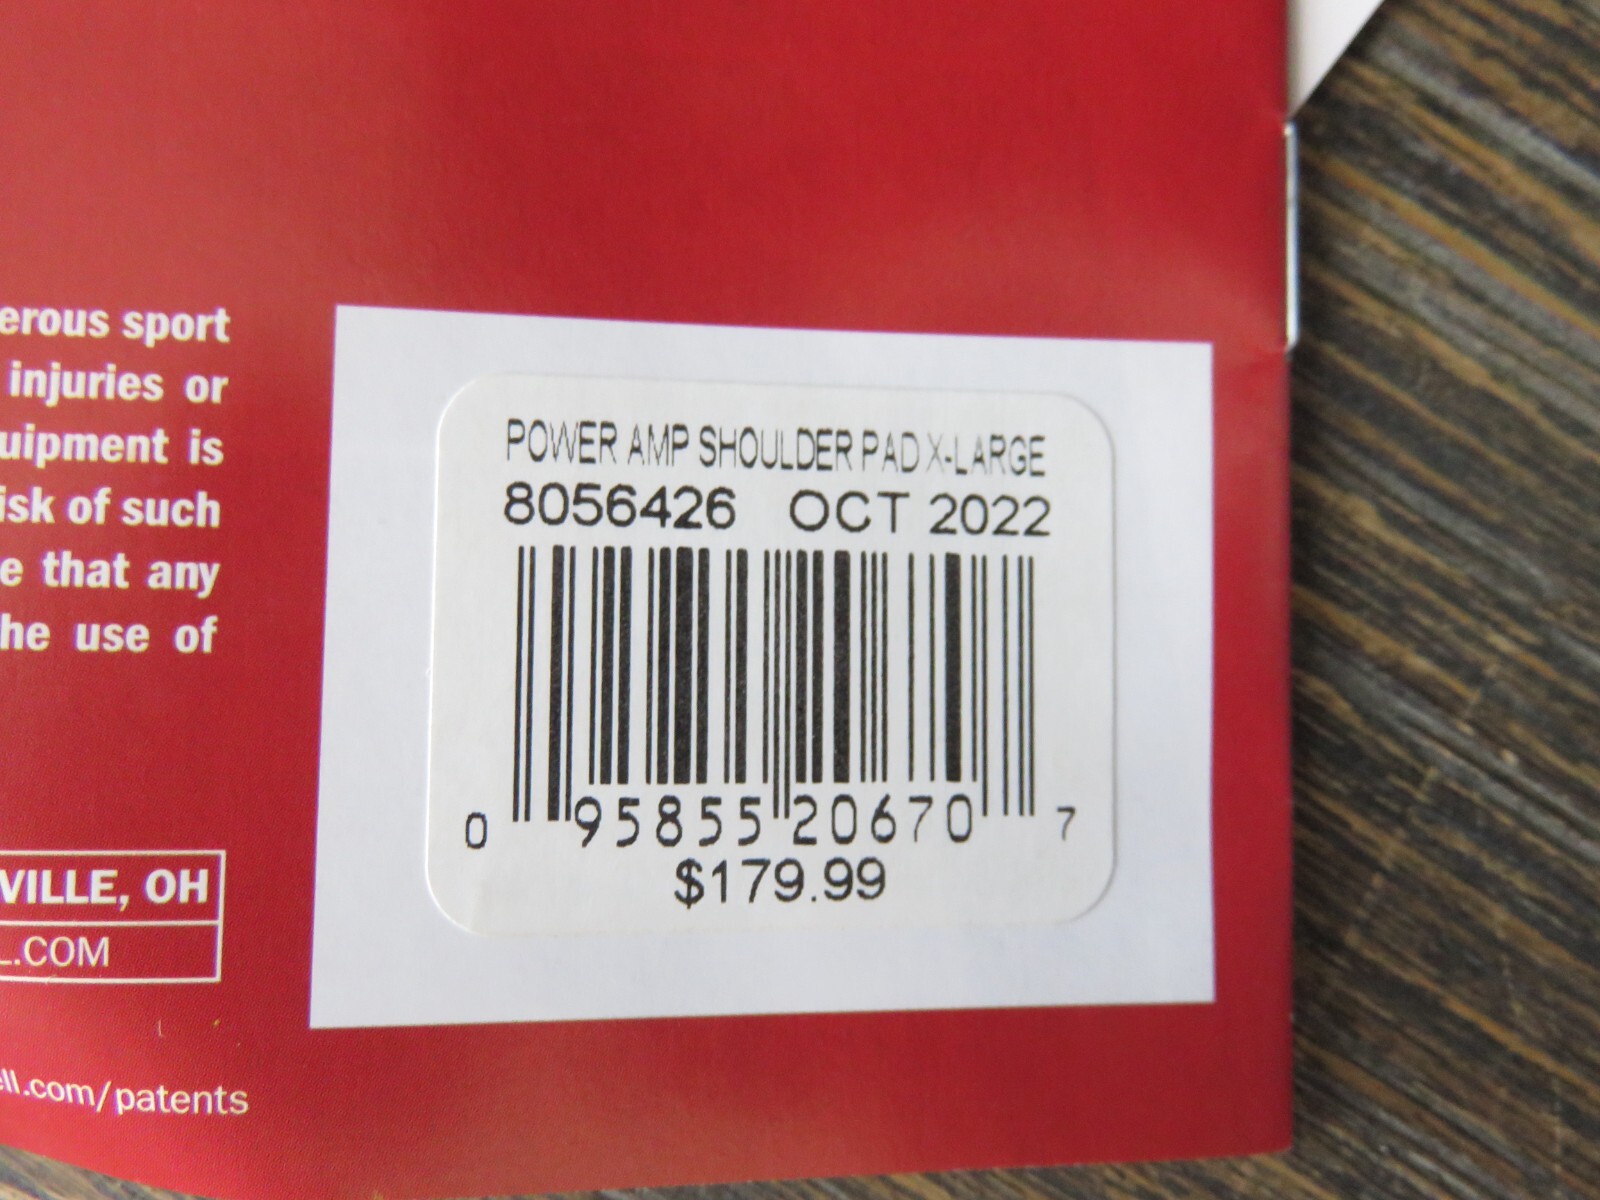 erous sport
injuries or
uipment is
isk of such
e that any
he use of
VILLE, OH
L.COM
ell.com/patents
POWER AMP SHOULDER PAD X-LARGE
8056426 OCT 2022
0 95855 20670 7
$179.99